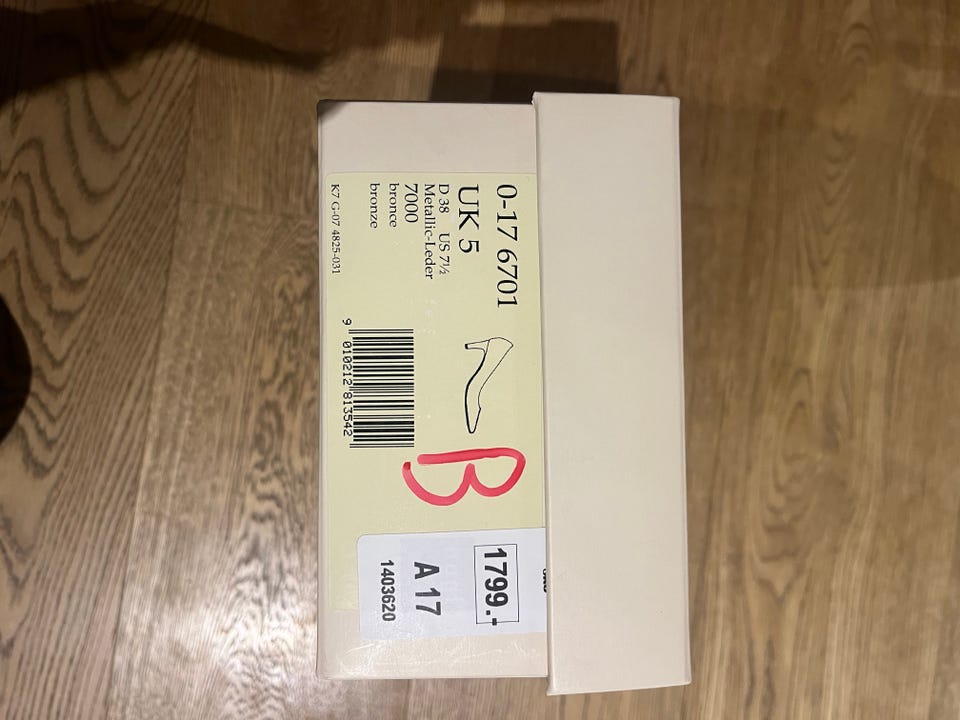 0-17 6701
UK 5
D 38 US 7½
Metallic-Leder
7000
bronce
bronze
K7 G-07 4825-031
9 010212 813542
B
1799.-
A 17
1403620